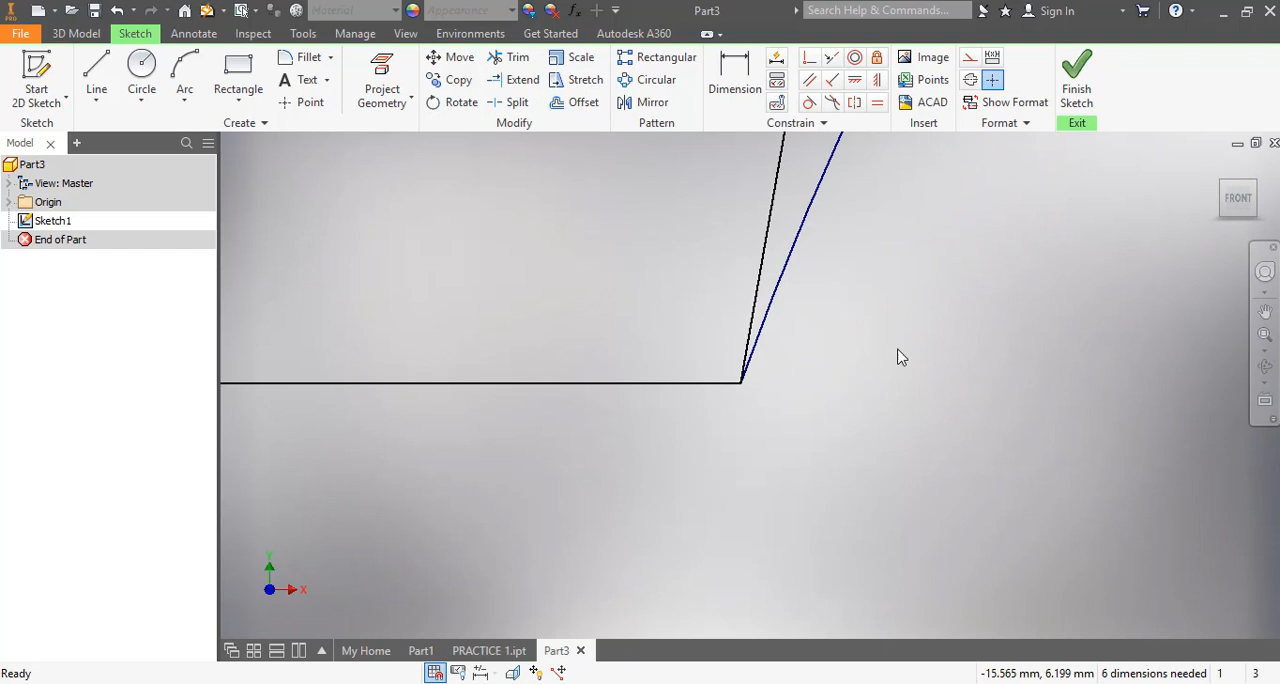 Material
Appearance
Part3
Search Help & Commands...
Sign In
PRO
File
3D Model
Sketch
Annotate
Inspect
Tools
Manage
View
Environments
Get Started
Autodesk A360
Start
2D Sketch
Line
Circle
Arc
Rectangle
Fillet
Text
Point
Project
Geometry
Move
Copy
Rotate
Trim
Extend
Split
Scale
Stretch
Offset
Rectangular
Circular
Mirror
Dimension
Image
Points
ACAD
Show Format
Finish
Sketch
Sketch
Create
Modify
Pattern
Constrain
Insert
Format
Exit
Model
Part3
View: Master
Origin
Sketch1
End of Part
FRONT
Y
X
My Home
Part1
PRACTICE 1.ipt
Part3
Ready
-15.565 mm, 6.199 mm
6 dimensions needed
1
3